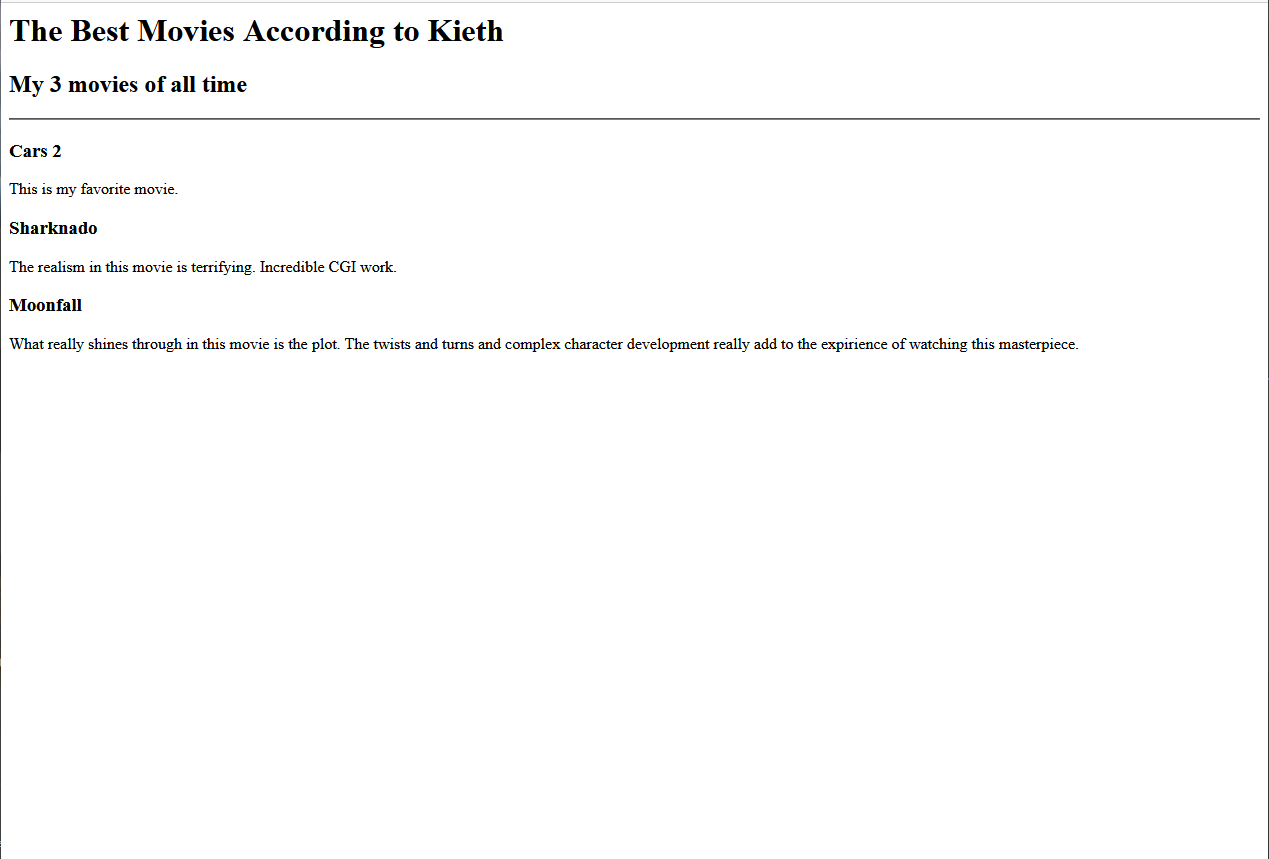 The Best Movies According to Kieth
My 3 movies of all time
Cars 2
This is my favorite movie.
Sharknado
The realism in this movie is terrifying. Incredible CGI work.
Moonfall
What really shines through in this movie is the plot. The twists and turns and complex character development really add to the expirience of watching this masterpiece.